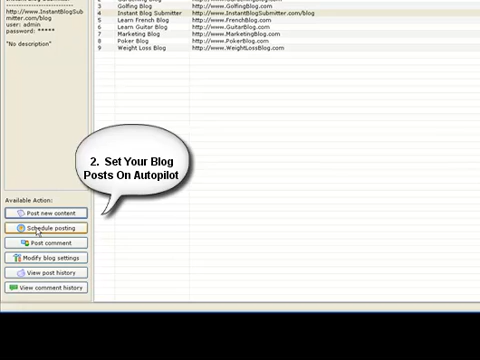 http://www.InstantBlogSub
mitter.com/blog
user: admin
password: *****
"No description"
3 Golfing Blog http://www.GolfingBlog.com
4 Instant Blog Submitter http://www.InstantBlogSubmitter.com/blog
5 Learn French Blog http://www.FrenchBlog.com
6 Learn Guitar Blog http://www.GuitarBlog.com
7 Marketing Blog http://www.MarketingBlog.com
8 Poker Blog http://www.PokerBlog.com
9 Weight Loss Blog http://www.WeightLossBlog.com
2. Set Your Blog
Posts On Autopilot
Available Action:
Post new content
Schedule posting
Post comment
Modify blog settings
View post history
View comment history